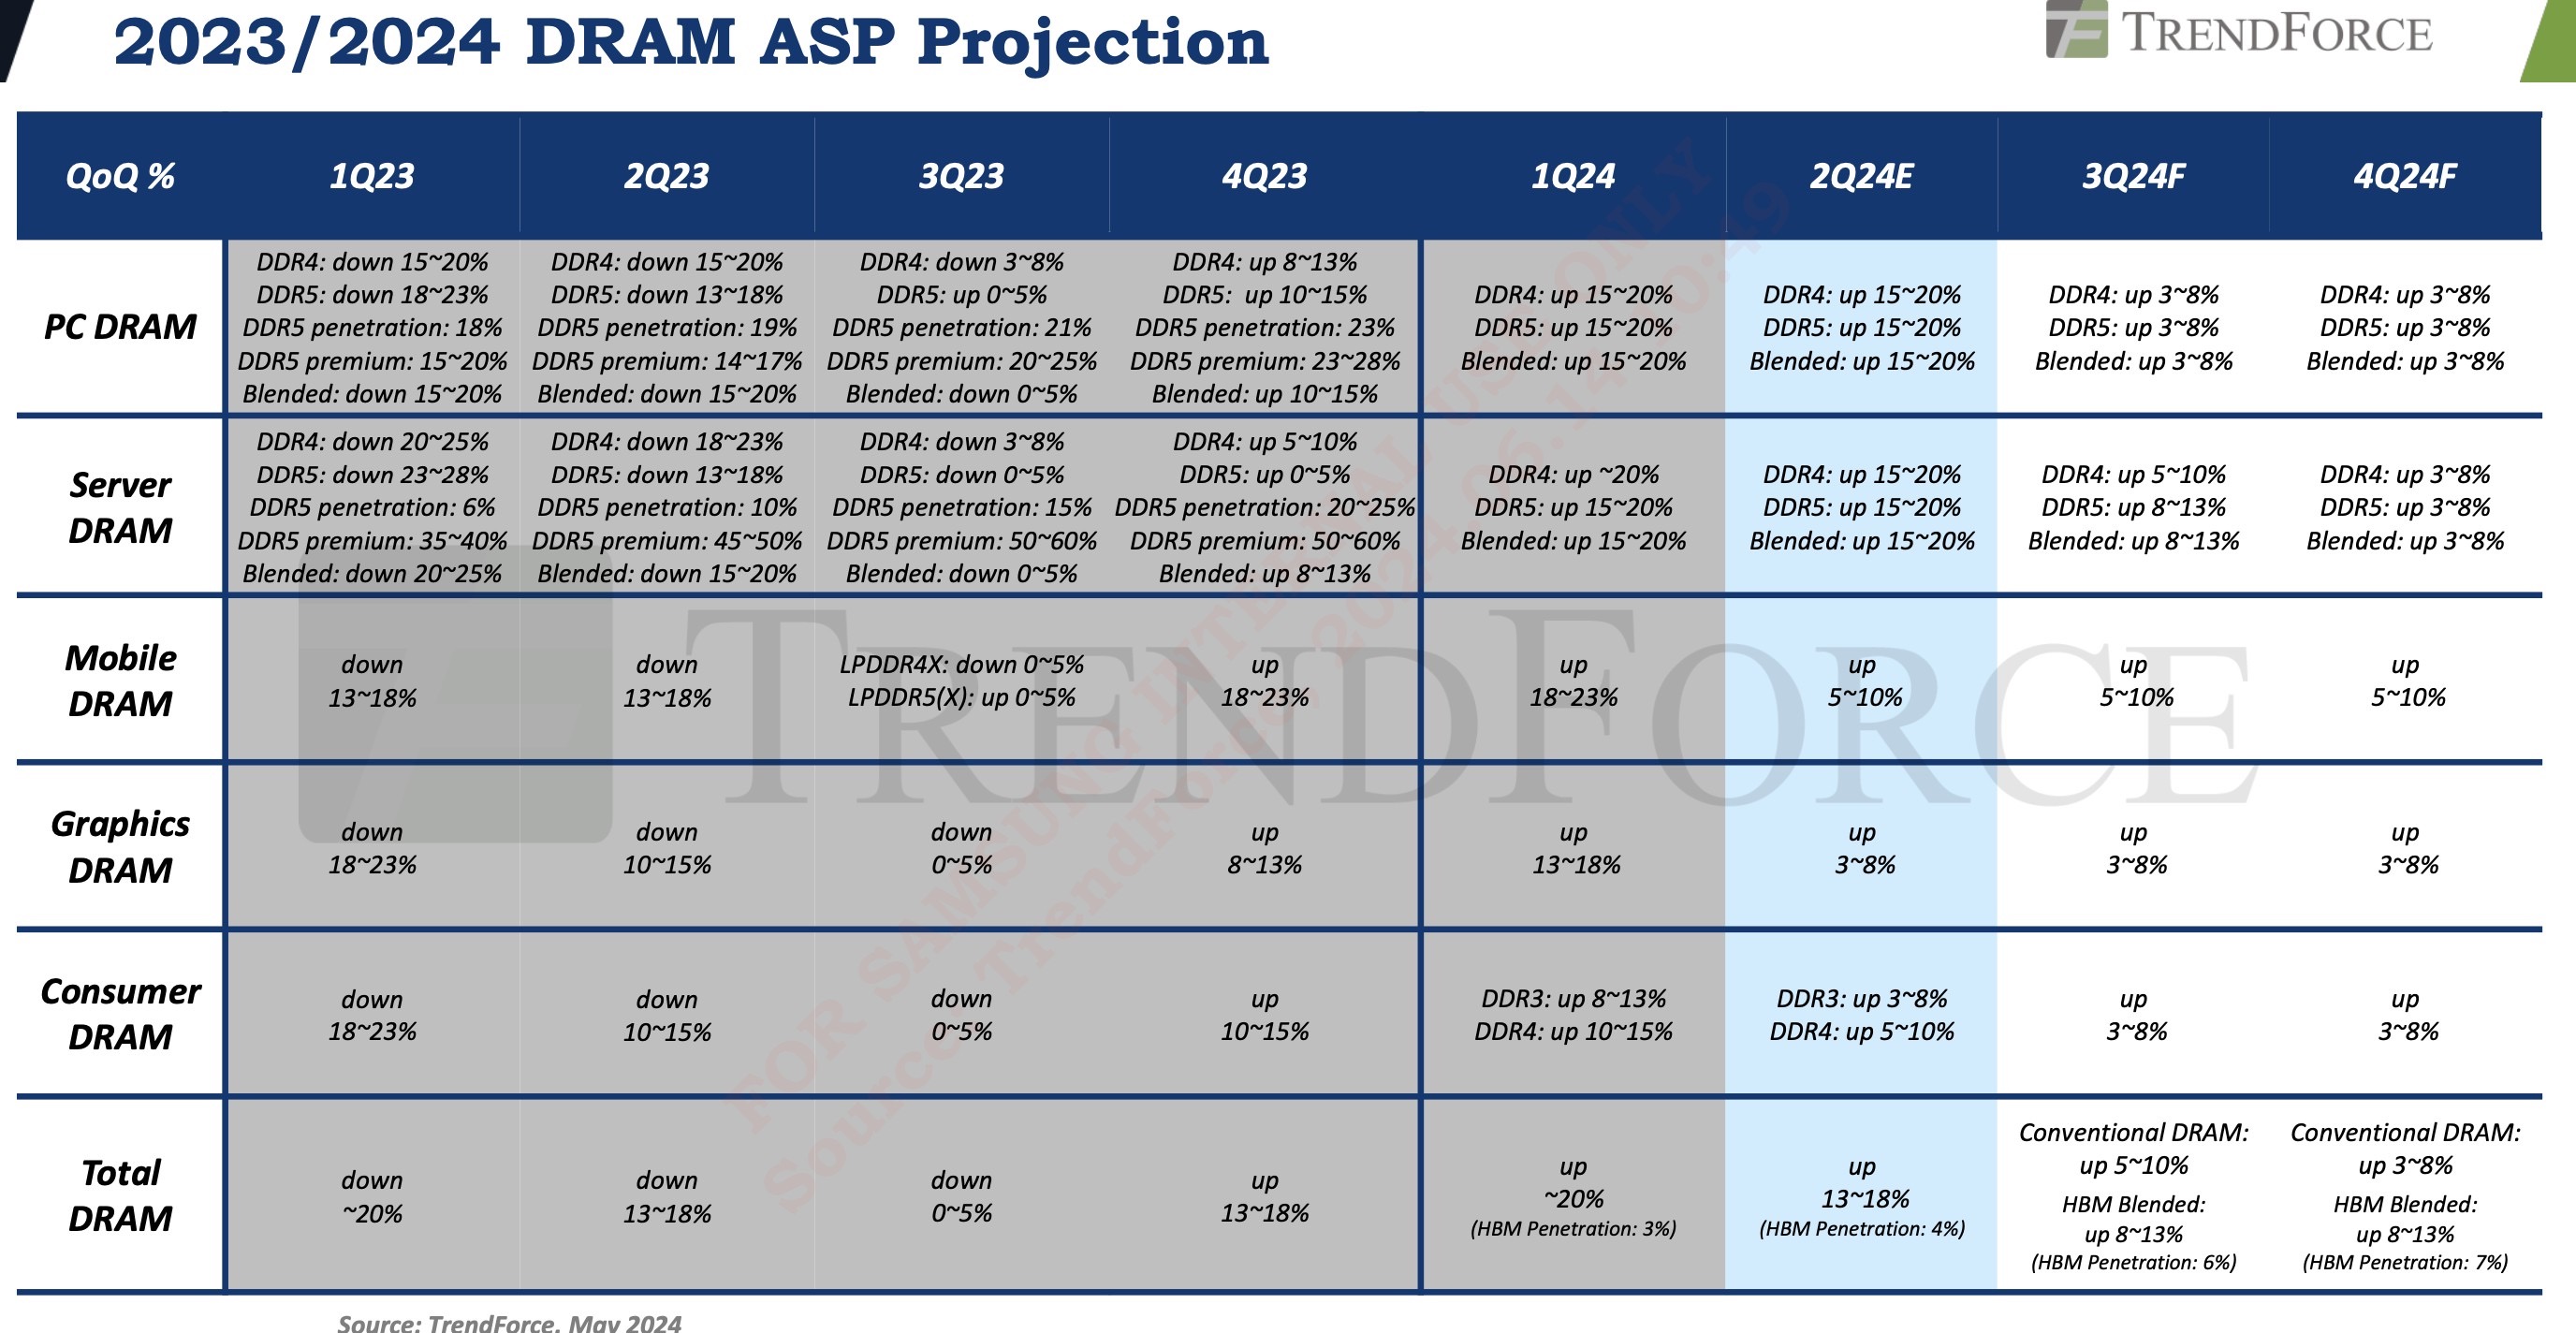 2023/2024 DRAM ASP Projection
TRENDFORCE
QoQ %
1Q23
2Q23
3Q23
4Q23
1Q24
2Q24E
3Q24F
4Q24F
PC DRAM
DDR4: down 15~20%
DDR5: down 18~23%
DDR5 penetration: 18%
DDR5 premium: 15~20%
Blended: down 15~20%
DDR4: down 15~20%
DDR5: down 13~18%
DDR5 penetration: 19%
DDR5 premium: 14~17%
Blended: down 15~20%
DDR4: down 3~8%
DDR5: up 0~5%
DDR5 penetration: 21%
DDR5 premium: 20~25%
Blended: down 0~5%
DDR4: up 8~13%
DDR5: up 10~15%
DDR5 penetration: 23%
DDR5 premium: 23~28%
Blended: up 10~15%
DDR4: up 15~20%
DDR5: up 15~20%
Blended: up 15~20%
DDR4: up 15~20%
DDR5: up 15~20%
Blended: up 15~20%
DDR4: up 3~8%
DDR5: up 3~8%
Blended: up 3~8%
DDR4: up 3~8%
DDR5: up 3~8%
Blended: up 3~8%
Server
DRAM
DDR4: down 20~25%
DDR5: down 23~28%
DDR5 penetration: 6%
DDR5 premium: 35~40%
Blended: down 20~25%
DDR4: down 18~23%
DDR5: down 13~18%
DDR5 penetration: 10%
DDR5 premium: 45~50%
Blended: down 15~20%
DDR4: down 3~8%
DDR5: down 0~5%
DDR5 penetration: 15%
DDR5 premium: 50~60%
Blended: down 0~5%
DDR4: up 5~10%
DDR5: up 0~5%
DDR5 penetration: 20~25%
DDR5 premium: 50~60%
Blended: up 8~13%
DDR4: up ~20%
DDR5: up 15~20%
Blended: up 15~20%
DDR4: up 15~20%
DDR5: up 15~20%
Blended: up 15~20%
DDR4: up 5~10%
DDR5: up 8~13%
Blended: up 8~13%
DDR4: up 3~8%
DDR5: up 3~8%
Blended: up 3~8%
Mobile
DRAM
down
13~18%
down
13~18%
LPDDR4X: down 0~5%
LPDDR5(X): up 0~5%
up
18~23%
up
18~23%
up
5~10%
up
5~10%
up
5~10%
TRENDFORCE
Graphics
DRAM
down
18~23%
down
10~15%
down
0~5%
up
8~13%
up
13~18%
up
3~8%
up
3~8%
up
3~8%
Consumer
DRAM
down
18~23%
down
10~15%
down
0~5%
up
10~15%
DDR3: up 8~13%
DDR4: up 10~15%
DDR3: up 3~8%
DDR4: up 5~10%
up
3~8%
up
3~8%
Total
DRAM
down
~20%
down
13~18%
down
0~5%
up
13~18%
up
~20%
(HBM Penetration: 3%)
up
13~18%
(HBM Penetration: 4%)
Conventional DRAM:
up 5~10%
HBM Blended:
up 8~13%
(HBM Penetration: 6%)
Conventional DRAM:
up 3~8%
HBM Blended:
up 8~13%
(HBM Penetration: 7%)
FOR SAMSUNG INTERNAL USE ONLY
Source: TrendForce, 2024.06.14 10:49
Source: TrendForce, May 2024